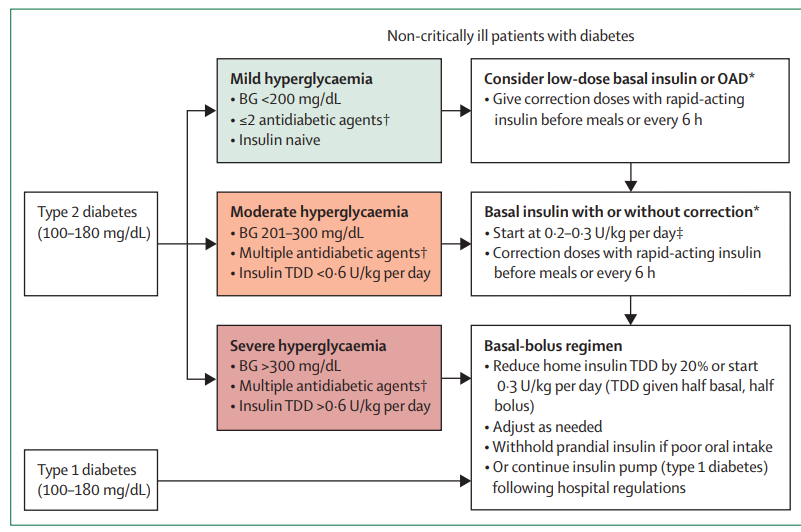 Non-critically ill patients with diabetes
Mild hyperglycaemia
• BG <200 mg/dL
• ≤2 antidiabetic agents†
• Insulin naive
Consider low-dose basal insulin or OAD*
• Give correction doses with rapid-acting
insulin before meals or every 6 h
Type 2 diabetes
(100–180 mg/dL)
Moderate hyperglycaemia
• BG 201–300 mg/dL
• Multiple antidiabetic agents†
• Insulin TDD <0·6 U/kg per day
Basal insulin with or without correction*
• Start at 0·2–0·3 U/kg per day‡
• Correction doses with rapid-acting insulin
before meals or every 6 h
Severe hyperglycaemia
• BG >300 mg/dL
• Multiple antidiabetic agents†
• Insulin TDD >0·6 U/kg per day
Basal-bolus regimen
• Reduce home insulin TDD by 20% or start
0·3 U/kg per day (TDD given half basal, half
bolus)
• Adjust as needed
• Withhold prandial insulin if poor oral intake
• Or continue insulin pump (type 1 diabetes)
following hospital regulations
Type 1 diabetes
(100–180 mg/dL)